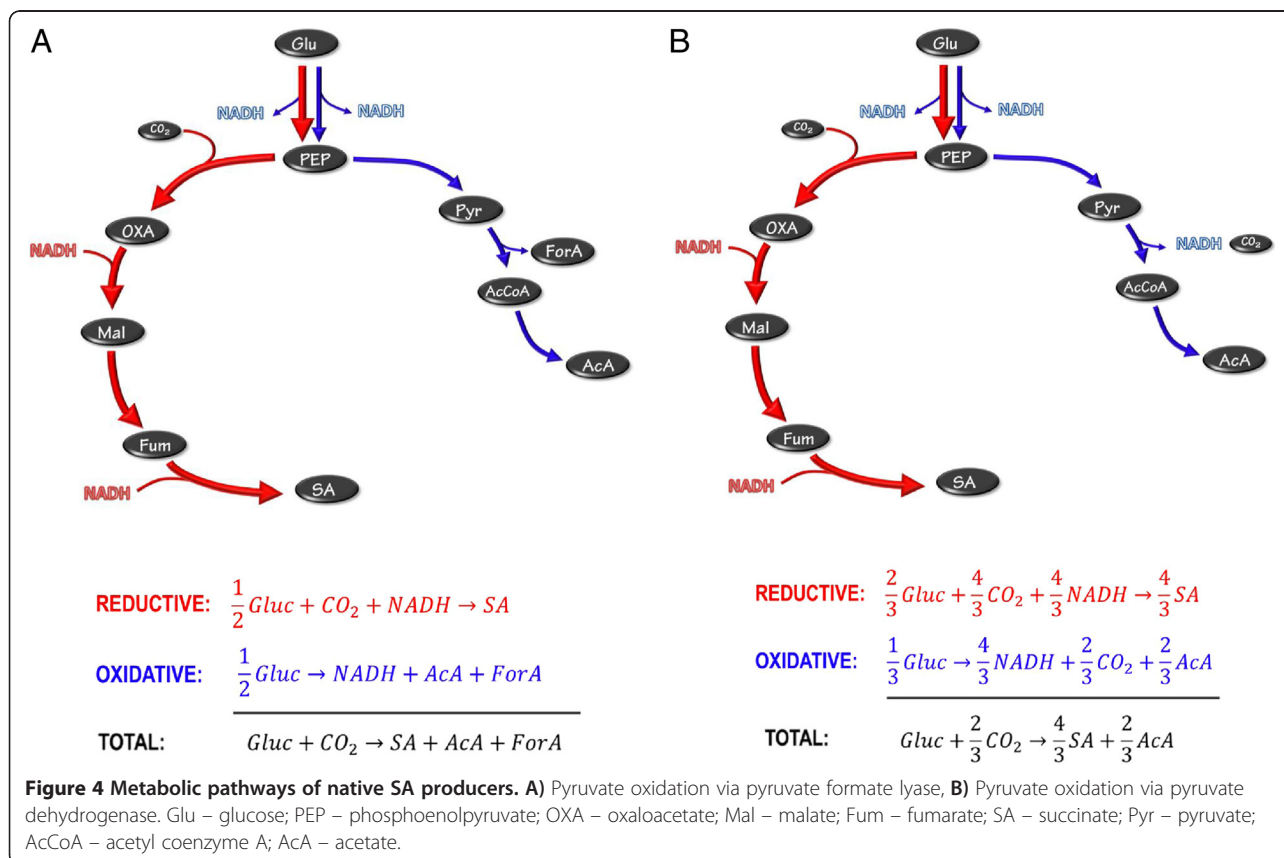 A
Glu
NADH
NADH
CO₂
PEP
OXA
Pyr
NADH
ForA
AcCoA
Mal
AcA
Fum
NADH
SA
REDUCTIVE: 1/2 Gluc + CO₂ + NADH → SA
OXIDATIVE: 1/2 Gluc → NADH + AcA + ForA
TOTAL: Gluc + CO₂ → SA + AcA + ForA
B
Glu
NADH
NADH
CO₂
PEP
OXA
Pyr
NADH
NADH CO₂
AcCoA
Mal
AcA
Fum
NADH
SA
REDUCTIVE: 2/3 Gluc + 4/3 CO₂ + 4/3 NADH → 4/3 SA
OXIDATIVE: 1/3 Gluc → 4/3 NADH + 2/3 CO₂ + 2/3 AcA
TOTAL: Gluc + 2/3 CO₂ → 4/3 SA + 2/3 AcA
Figure 4 Metabolic pathways of native SA producers. A) Pyruvate oxidation via pyruvate formate lyase, B) Pyruvate oxidation via pyruvate
dehydrogenase. Glu – glucose; PEP – phosphoenolpyruvate; OXA – oxaloacetate; Mal – malate; Fum – fumarate; SA – succinate; Pyr – pyruvate;
AcCoA – acetyl coenzyme A; AcA – acetate.